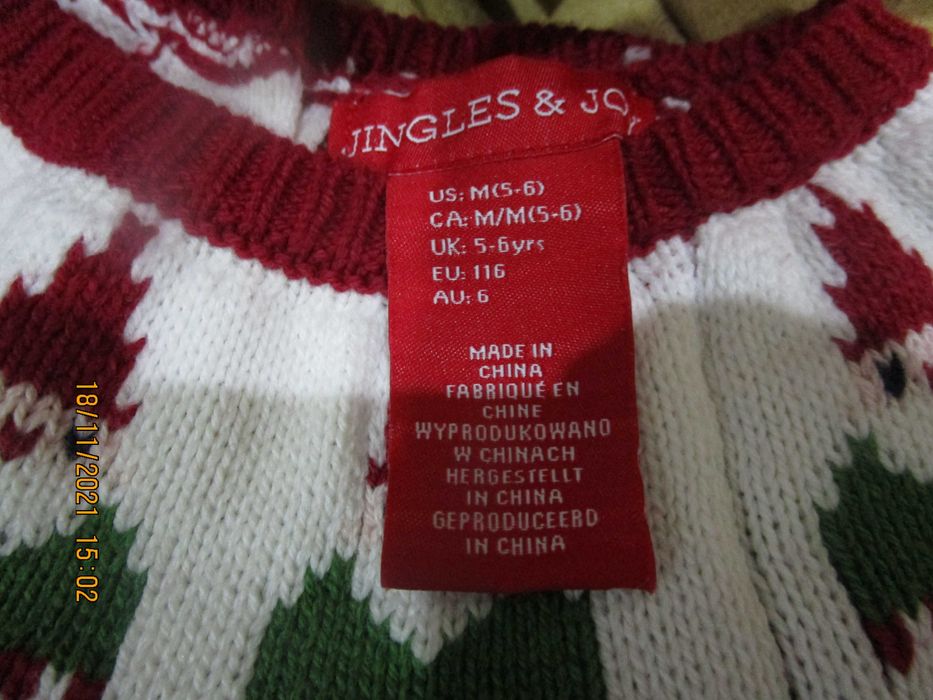 JINGLES & JOY
US: M(5-6)
CA: M/M(5-6)
UK: 5-6yrs
EU: 116
AU: 6
MADE IN
CHINA
FABRIQUÉ EN
CHINE
WYPRODUKOWANO
W CHINACH
HERGESTELLT
IN CHINA
GEPRODUCEERD
IN CHINA
18/11/2021 15:02